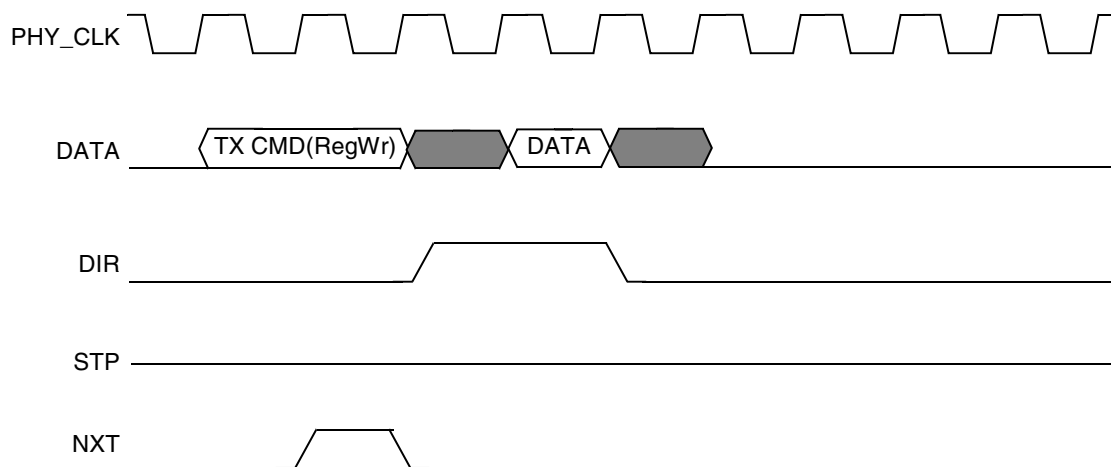 PHY_CLK
DATA
TX CMD(RegWr)
DATA
DIR
STP
NXT